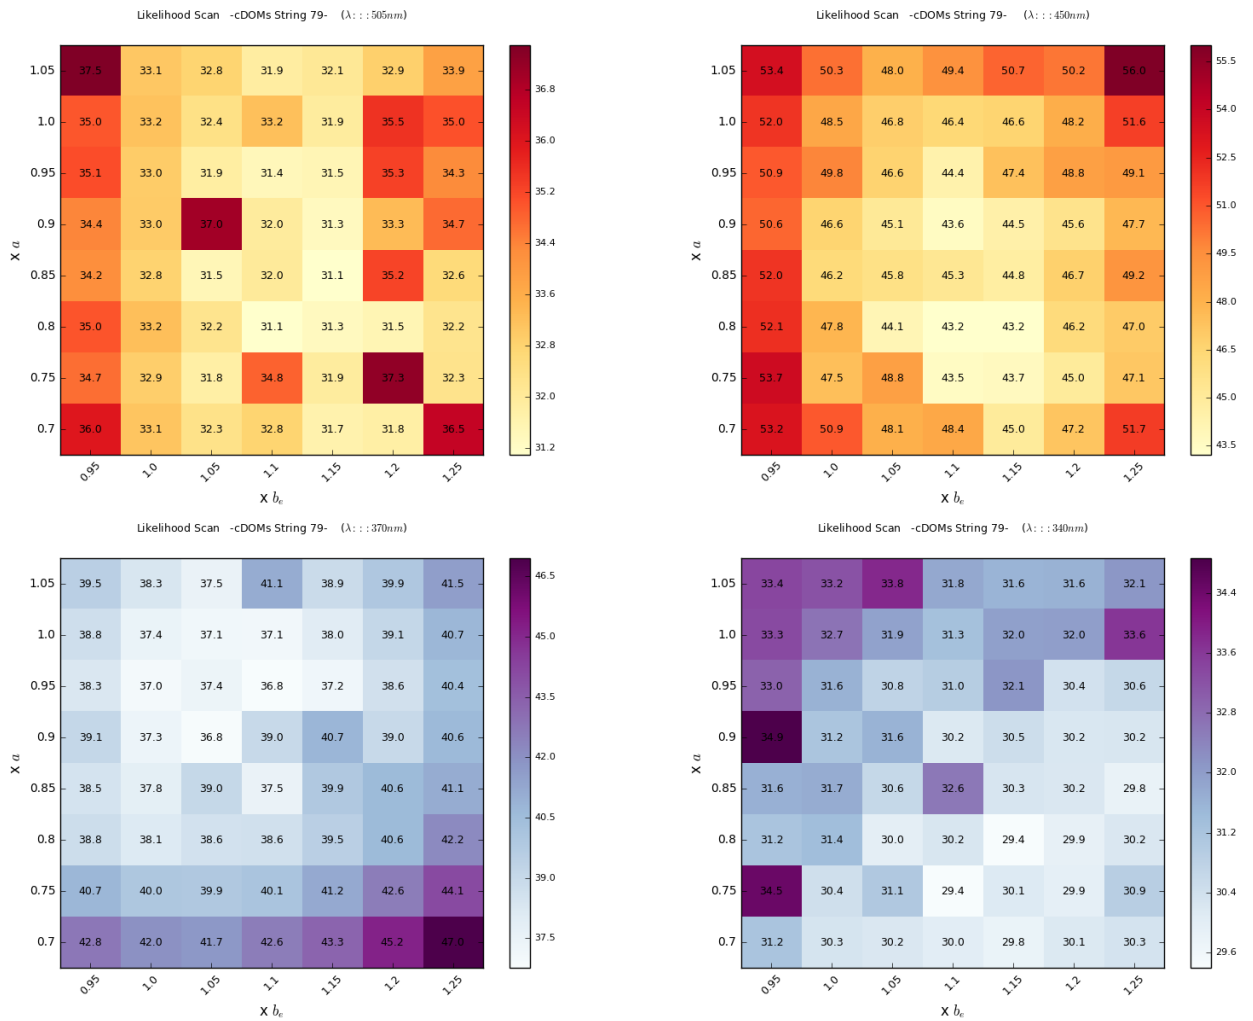 Likelihood Scan -cDOMs String 79- (λ:::505nm)
1.05 37.5 33.1 32.8 31.9 32.1 32.9 33.9
1.0 35.0 33.2 32.4 33.2 31.9 35.5 35.0
0.95 35.1 33.0 31.9 31.4 31.5 35.3 34.3
0.9 34.4 33.0 37.0 32.0 31.3 33.3 34.7
0.85 34.2 32.8 31.5 32.0 31.1 35.2 32.6
0.8 35.0 33.2 32.2 31.1 31.3 31.5 32.2
0.75 34.7 32.9 31.8 34.8 31.9 37.3 32.3
0.7 36.0 33.1 32.3 32.8 31.7 31.8 36.5
0.95 1.0 1.05 1.1 1.15 1.2 1.25
x a
x bₑ
36.8
36.0
35.2
34.4
33.6
32.8
32.0
31.2
Likelihood Scan -cDOMs String 79- (λ:::450nm)
1.05 53.4 50.3 48.0 49.4 50.7 50.2 56.0
1.0 52.0 48.5 46.8 46.4 46.6 48.2 51.6
0.95 50.9 49.8 46.6 44.4 47.4 48.8 49.1
0.9 50.6 46.6 45.1 43.6 44.5 45.6 47.7
0.85 52.0 46.2 45.8 45.3 44.8 46.7 49.2
0.8 52.1 47.8 44.1 43.2 43.2 46.2 47.0
0.75 53.7 47.5 48.8 43.5 43.7 45.0 47.1
0.7 53.2 50.9 48.1 48.4 45.0 47.2 51.7
0.95 1.0 1.05 1.1 1.15 1.2 1.25
x a
x bₑ
55.5
54.0
52.5
51.0
49.5
48.0
46.5
45.0
43.5
Likelihood Scan -cDOMs String 79- (λ:::370nm)
1.05 39.5 38.3 37.5 41.1 38.9 39.9 41.5
1.0 38.8 37.4 37.1 37.1 38.0 39.1 40.7
0.95 38.3 37.0 37.4 36.8 37.2 38.6 40.4
0.9 39.1 37.3 36.8 39.0 40.7 39.0 40.6
0.85 38.5 37.8 39.0 37.5 39.9 40.6 41.1
0.8 38.8 38.1 38.6 38.6 39.5 40.6 42.2
0.75 40.7 40.0 39.9 40.1 41.2 42.6 44.1
0.7 42.8 42.0 41.7 42.6 43.3 45.2 47.0
0.95 1.0 1.05 1.1 1.15 1.2 1.25
x a
x bₑ
46.5
45.0
43.5
42.0
40.5
39.0
37.5
Likelihood Scan -cDOMs String 79- (λ:::340nm)
1.05 33.4 33.2 33.8 31.8 31.6 31.6 32.1
1.0 33.3 32.7 31.9 31.3 32.0 32.0 33.6
0.95 33.0 31.6 30.8 31.0 32.1 30.4 30.6
0.9 34.9 31.2 31.6 30.2 30.5 30.2 30.2
0.85 31.6 31.7 30.6 32.6 30.3 30.2 29.8
0.8 31.2 31.4 30.0 30.2 29.4 29.9 30.2
0.75 34.5 30.4 31.1 29.4 30.1 29.9 30.9
0.7 31.2 30.3 30.2 30.0 29.8 30.1 30.3
0.95 1.0 1.05 1.1 1.15 1.2 1.25
x a
x bₑ
34.4
33.6
32.8
32.0
31.2
30.4
29.6